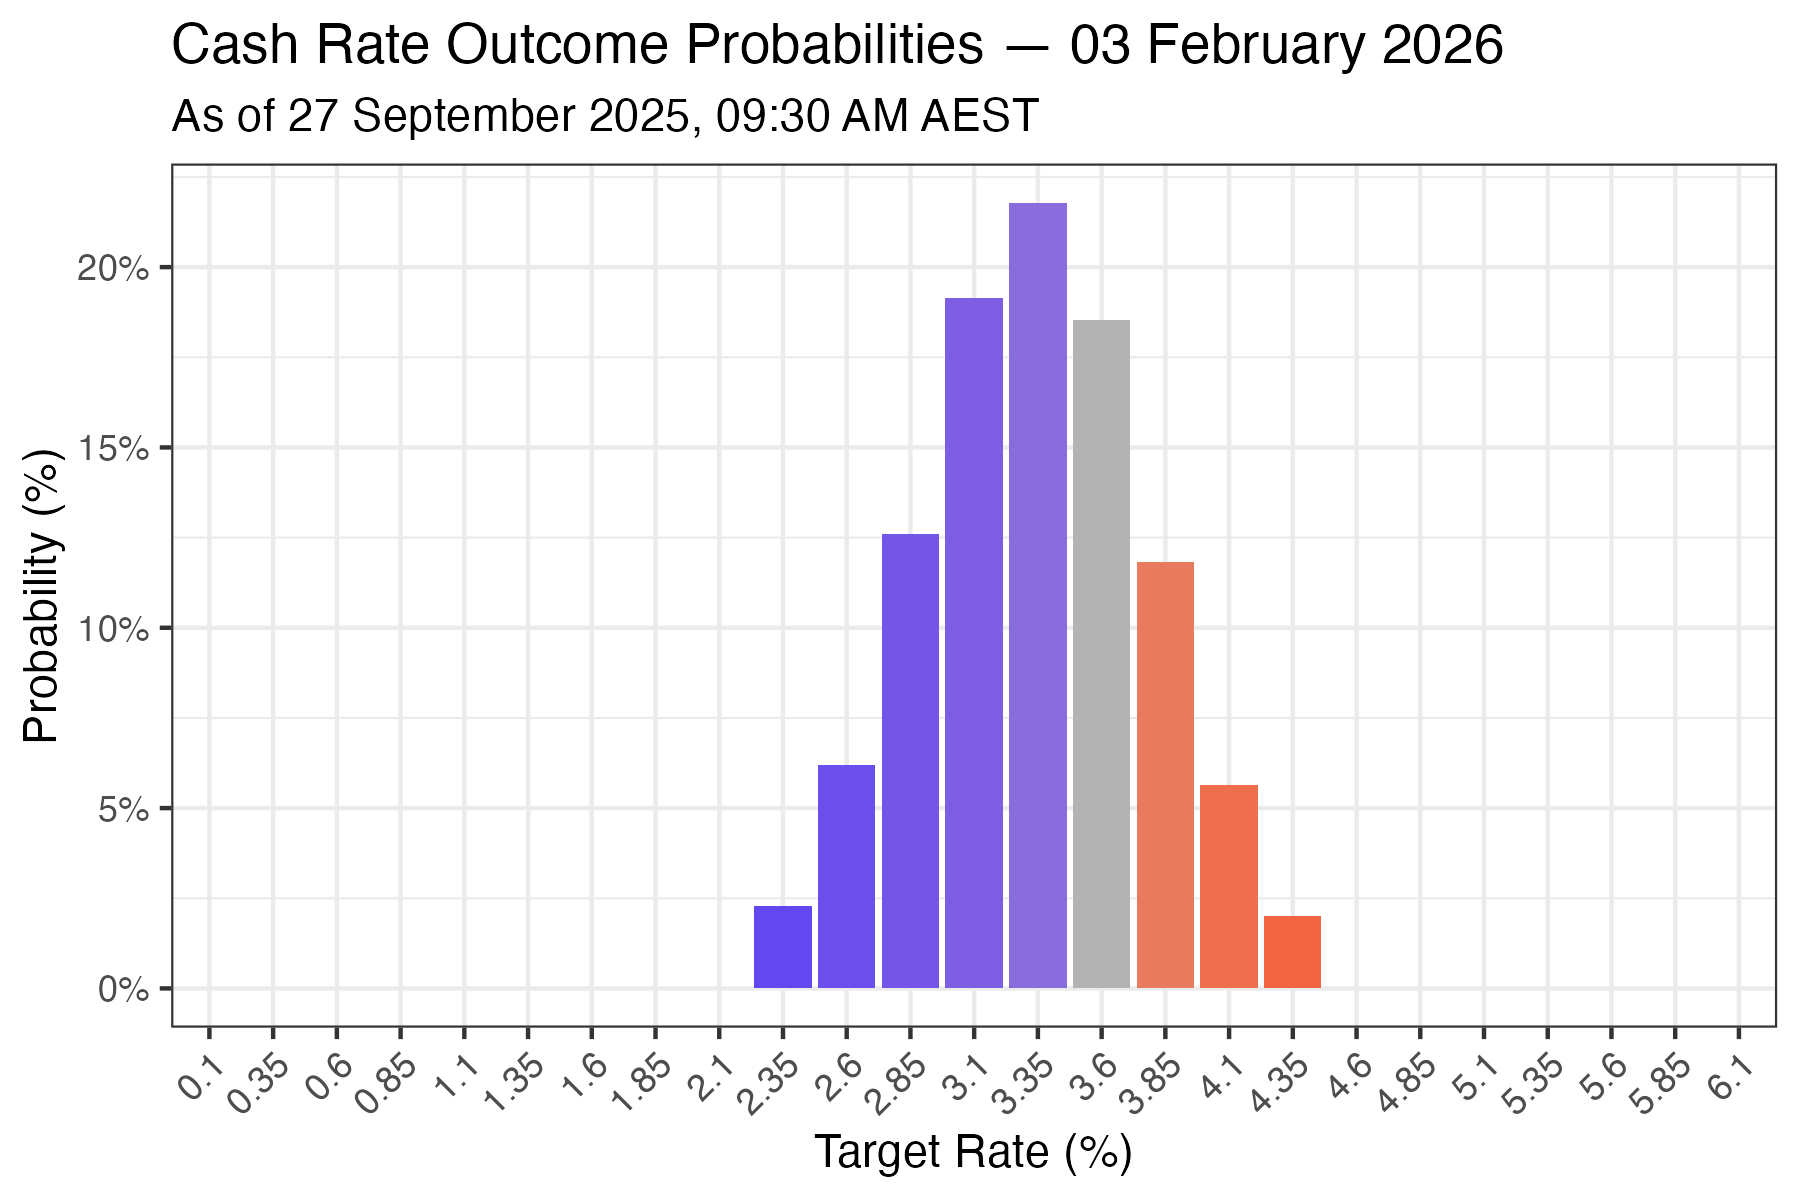 Cash Rate Outcome Probabilities — 03 February 2026
As of 27 September 2025, 09:30 AM AEST
Probability (%)
20%
15%
10%
5%
0%
0.1 0.35 0.6 0.85 1.1 1.35 1.6 1.85 2.1 2.35 2.6 2.85 3.1 3.35 3.6 3.85 4.1 4.35 4.6 4.85 5.1 5.35 5.6 5.85 6.1
Target Rate (%)